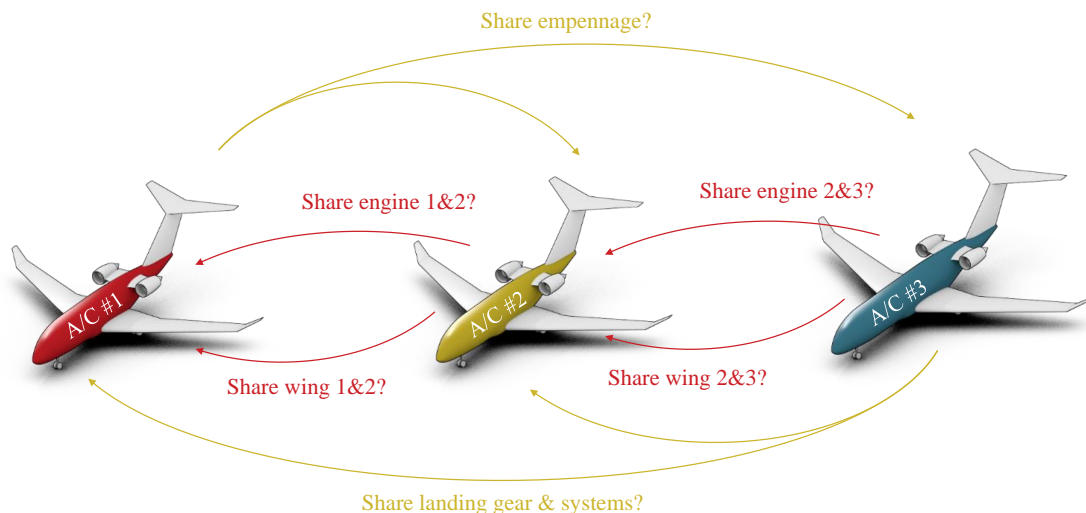 Share empennage?
Share engine 1&2?
Share engine 2&3?
A/C #1
A/C #2
A/C #3
Share wing 1&2?
Share wing 2&3?
Share landing gear & systems?